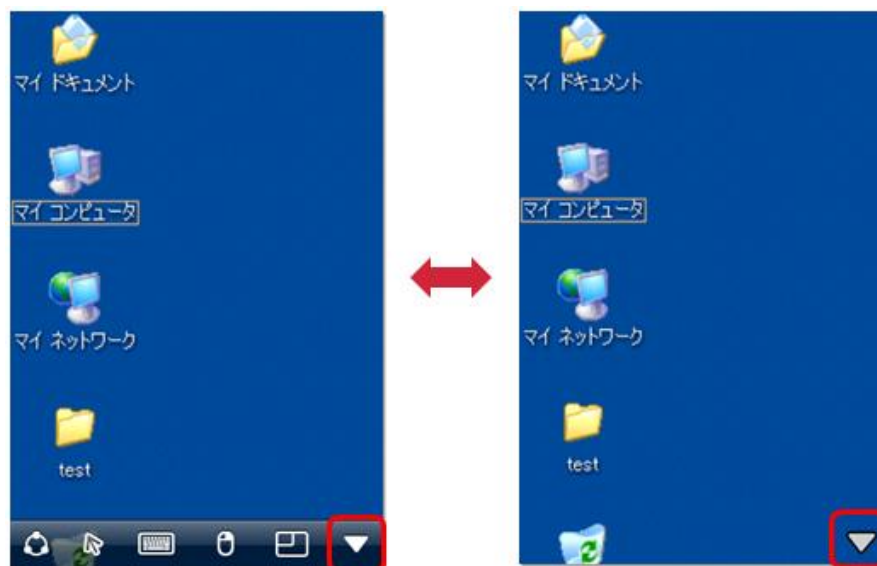 マイ ドキュメント
マイ コンピュータ
マイ ネットワーク
test
マイ ドキュメント
マイ コンピュータ
マイ ネットワーク
test